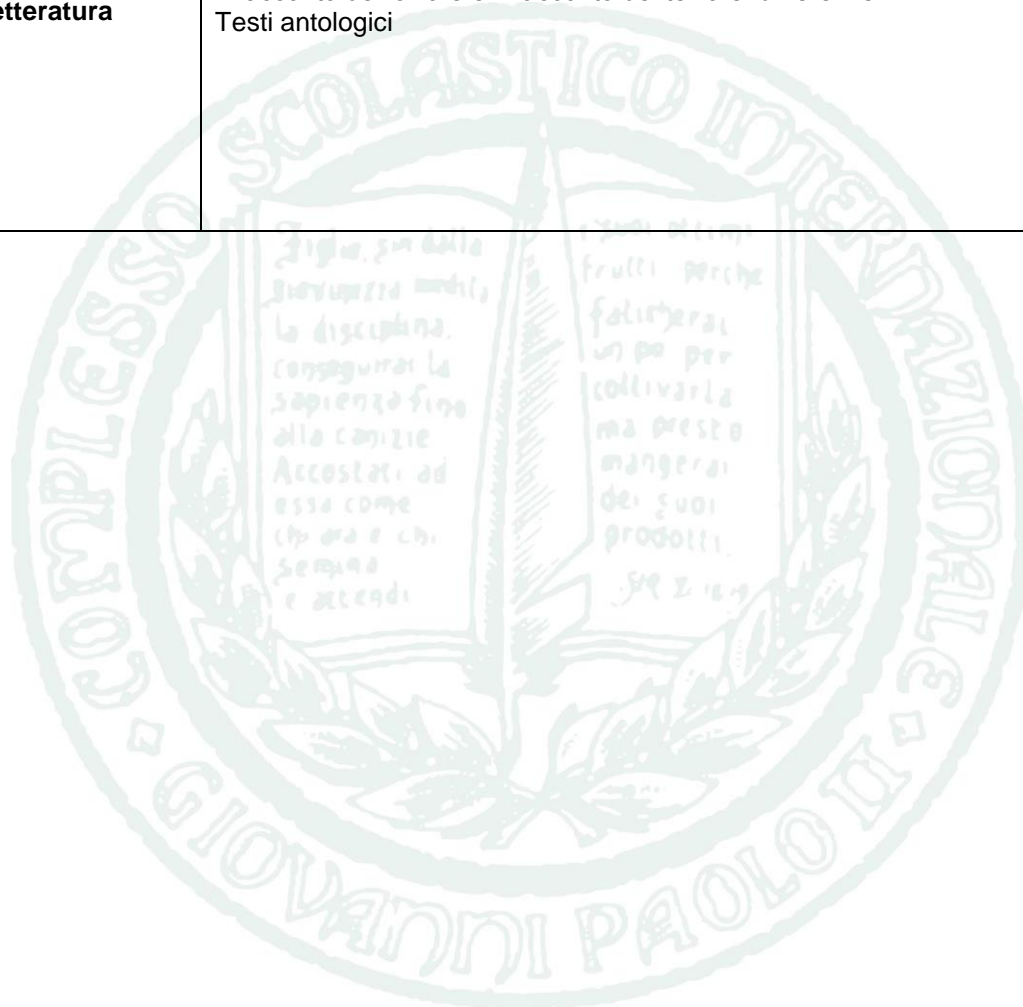 etteratura
Testi antologici
COMPLESSO SCOLASTICO INTERNAZIONALE
GIOVANNI PAOLO II
Figlio, sin dalla
giovinezza medita
la disciplina,
conseguirai la
sapienza fino
alla canizie
Accostati ad
essa come
chi ara e chi
semina
e attendi
i suoi ottimi
frutti perche
faticherai
un po per
coltivarla
ma presto
mangerai
dei suoi
prodotti.